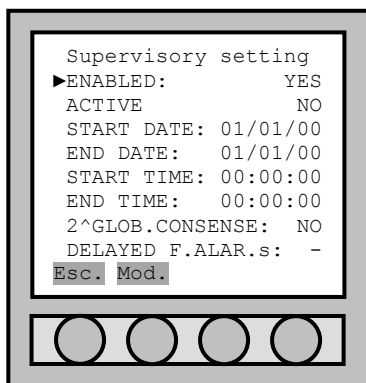 Supervisory setting
►ENABLED: YES
ACTIVE NO
START DATE: 01/01/00
END DATE: 01/01/00
START TIME: 00:00:00
END TIME: 00:00:00
2^GLOB.CONSENSE: NO
DELAYED F.ALAR.s: -
Esc. Mod.